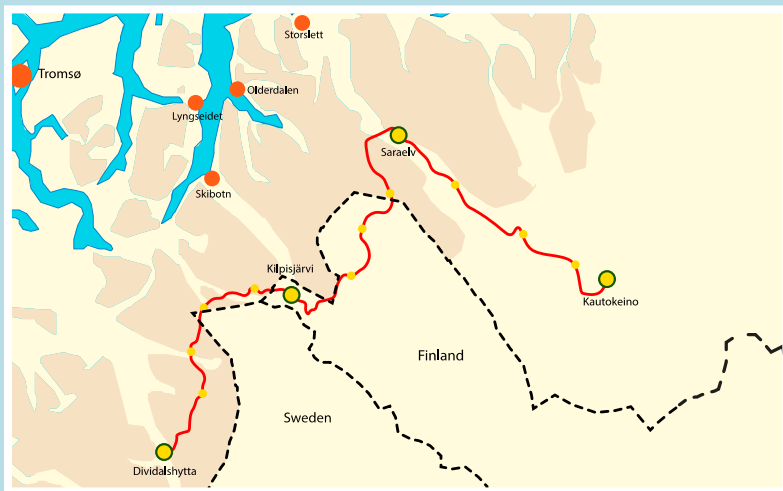 Storslett
Tromsø
Olderdalen
Lyngseidet
Saraelv
Skibotn
Kilpisjärvi
Kautokeino
Finland
Sweden
Dividalshytta